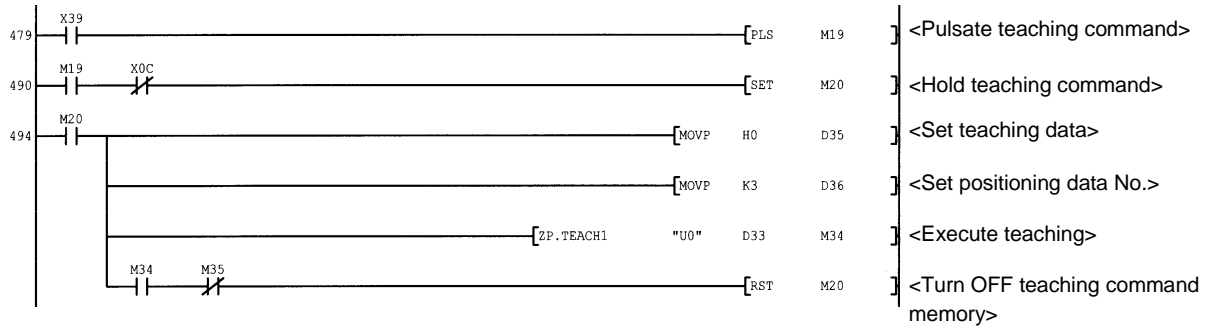 X39
479 [PLS M19 ] <Pulsate teaching command>
M19 X0C
490 [SET M20 ] <Hold teaching command>
M20
494 [MOVP H0 D35 ] <Set teaching data>
[MOVP K3 D36 ] <Set positioning data No.>
[ZP.TEACH1 "U0" D33 M34 ] <Execute teaching>
M34 M35
[RST M20 ] <Turn OFF teaching command
memory>